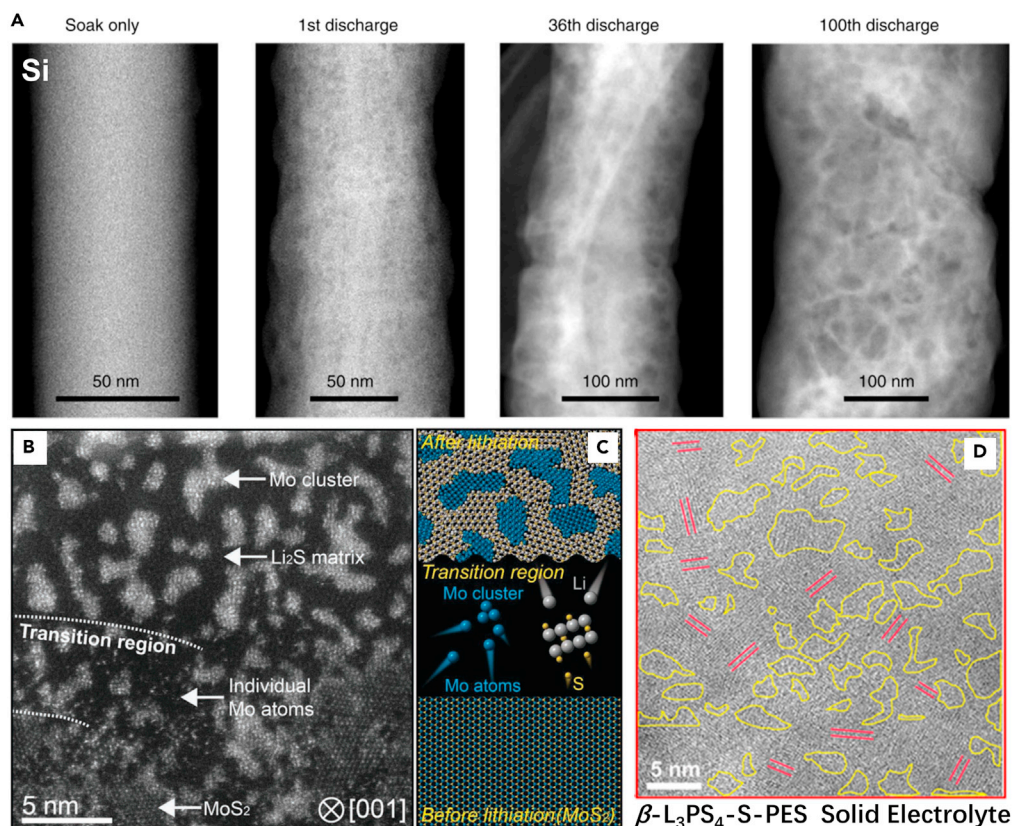 A
Soak only
1st discharge
36th discharge
100th discharge
Si
50 nm
50 nm
100 nm
100 nm
B
Mo cluster
Li₂S matrix
Transition region
Individual
Mo atoms
MoS₂
5 nm
[001]
After lithiation
C
Transition region
Mo cluster
Li
Mo atoms
S
Before lithiation(MoS₂)
D
5 nm
β-L₃PS₄-S-PES Solid Electrolyte